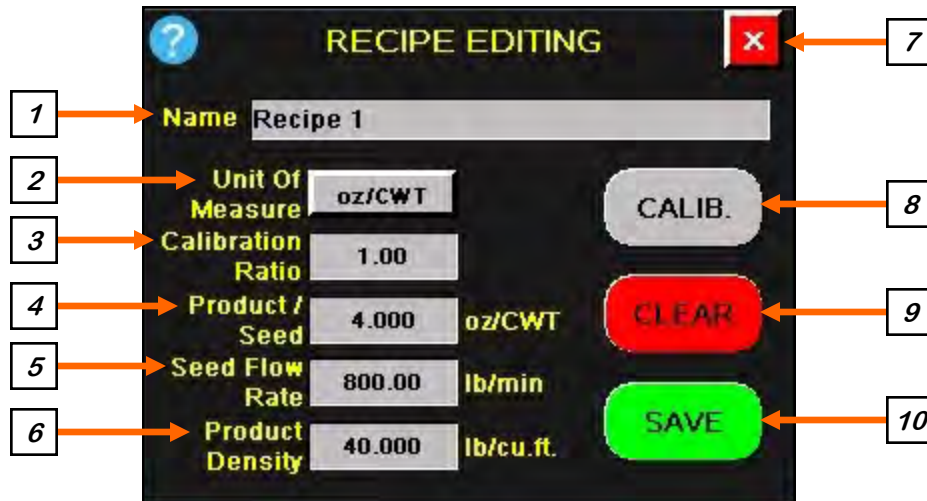 ? RECIPE EDITING ×
7
1
Name Recipe 1
2
Unit Of
Measure
oz/CWT
CALIB.
8
3
Calibration
Ratio
1.00
4
Product /
Seed
4.000 oz/CWT
CLEAR
9
5
Seed Flow
Rate
800.00 lb/min
6
Product
Density
40.000 lb/cu.ft.
SAVE
10